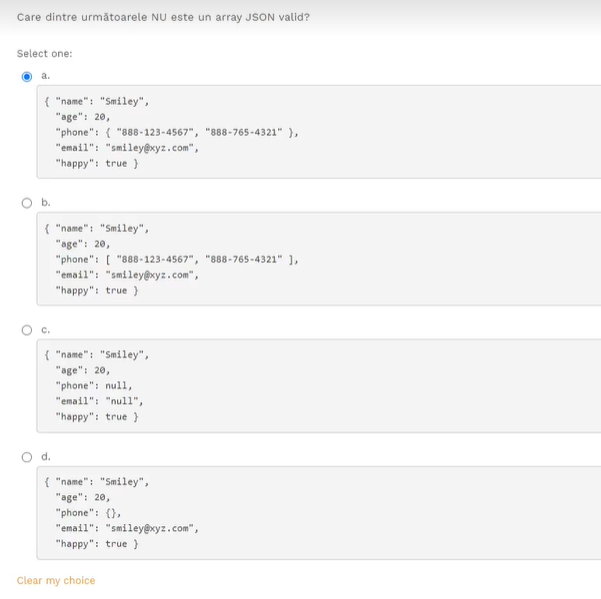 Care dintre următoarele NU este un array JSON valid?
Select one:
a.
{ "name": "Smiley",
"age": 20,
"phone": { "888-123-4567", "888-765-4321" },
"email": "smiley@xyz.com",
"happy": true }
b.
{ "name": "Smiley",
"age": 20,
"phone": [ "888-123-4567", "888-765-4321" ],
"email": "smiley@xyz.com",
"happy": true }
c.
{ "name": "Smiley",
"age": 20,
"phone": null,
"email": "null",
"happy": true }
d.
{ "name": "Smiley",
"age": 20,
"phone": {},
"email": "smiley@xyz.com",
"happy": true }
Clear my choice